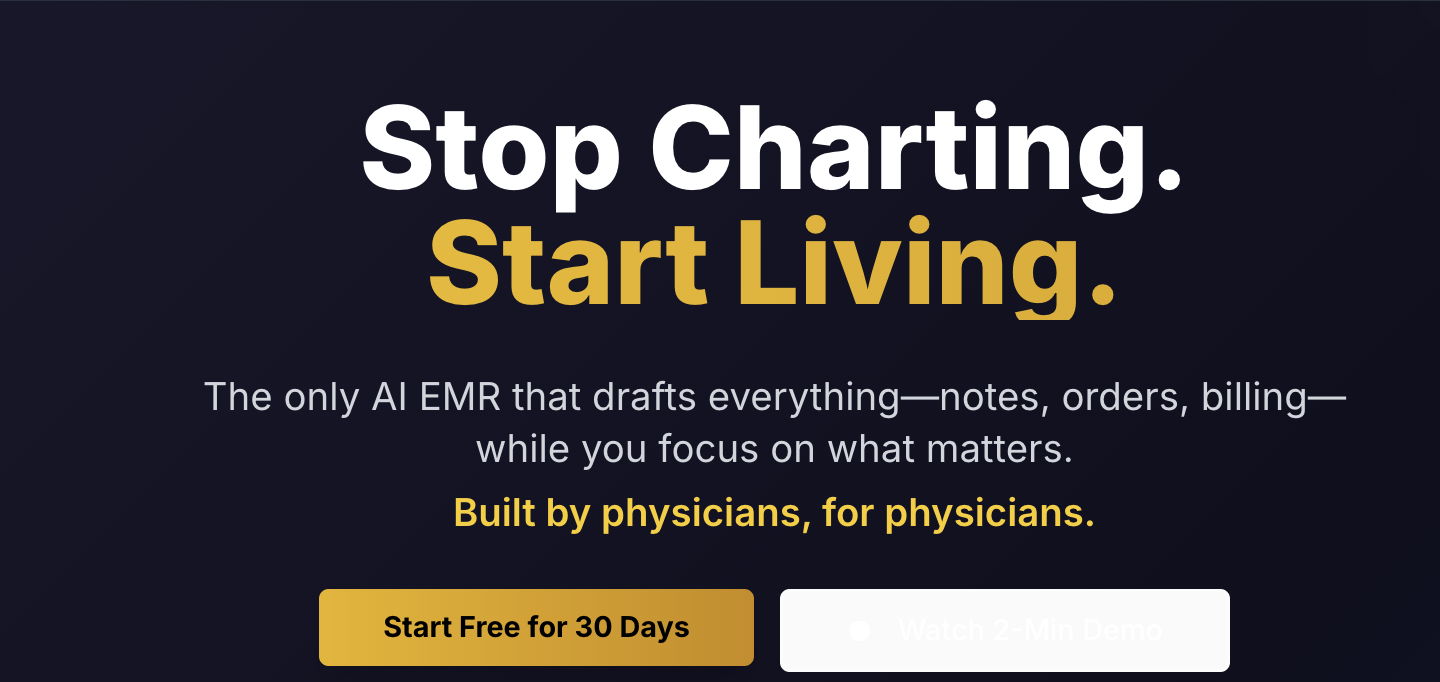 Stop Charting.
Start Living.
The only AI EMR that drafts everything—notes, orders, billing—
while you focus on what matters.
Built by physicians, for physicians.
Start Free for 30 Days
Watch 2-Min Demo